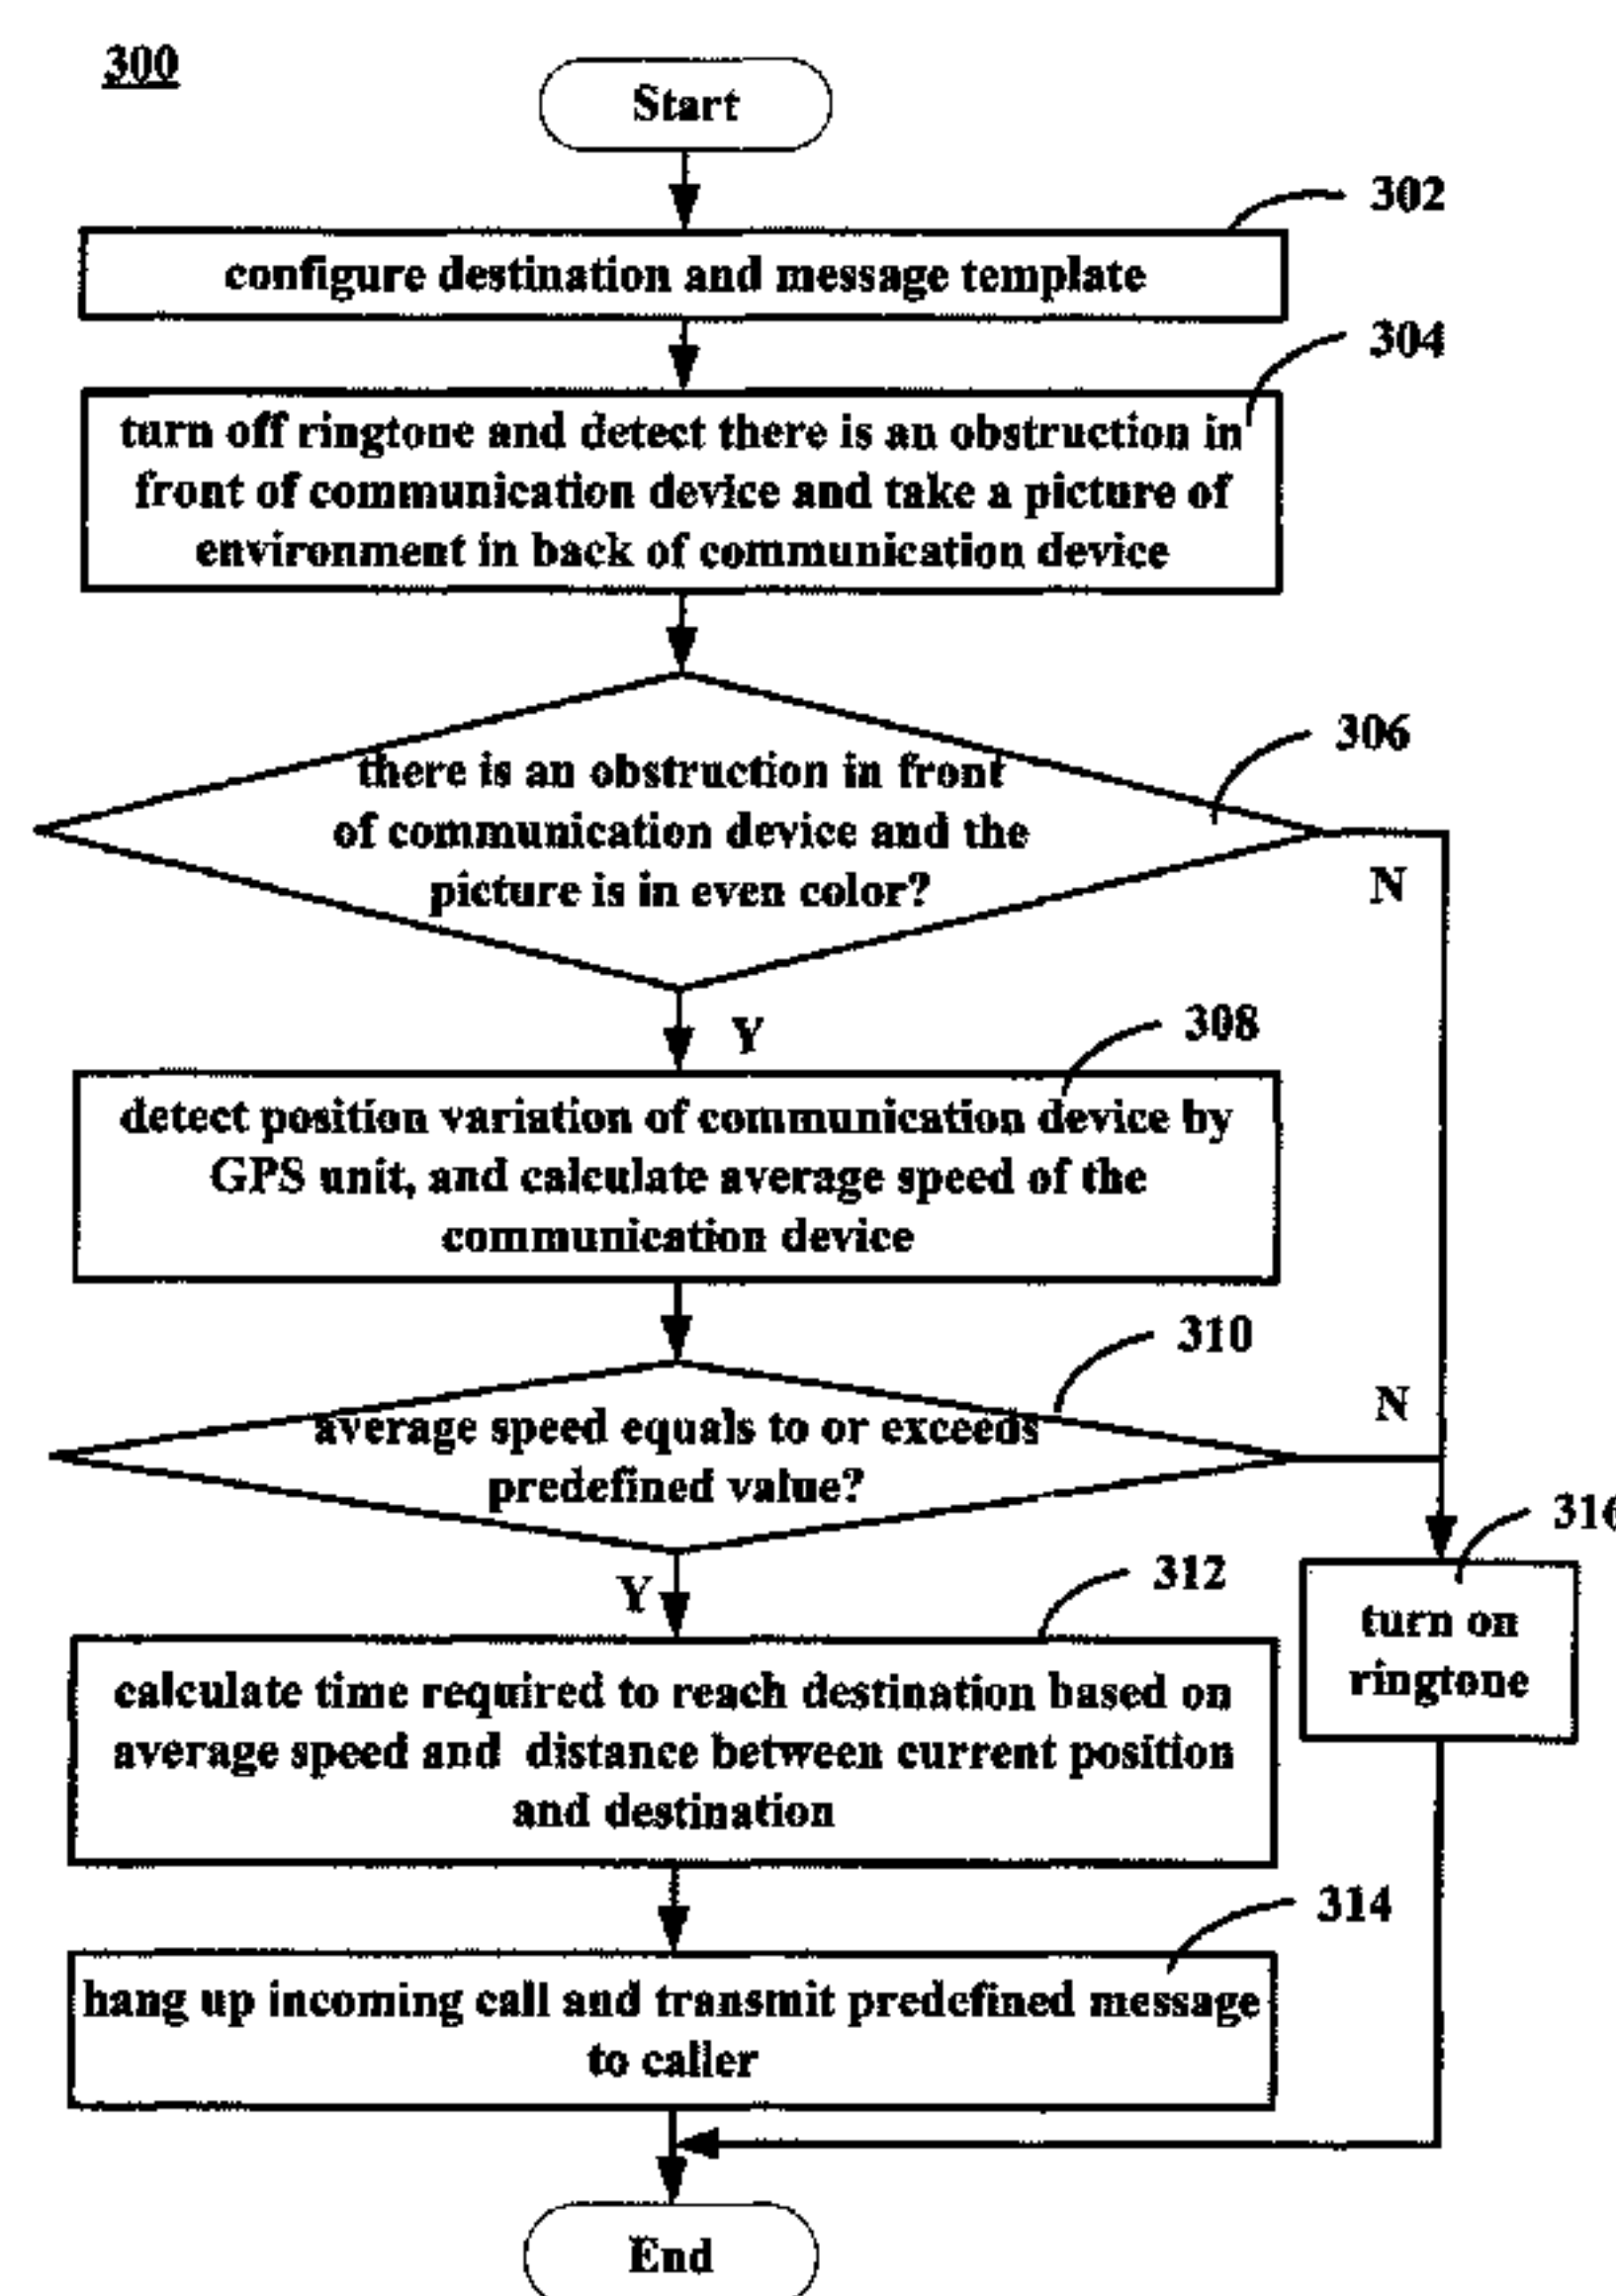 300
Start
302
configure destination and message template
304
turn off ringtone and detect there is an obstruction in
front of communication device and take a picture of
environment in back of communication device
306
there is an obstruction in front
of communication device and the
picture is in even color?
N
Y
308
detect position variation of communication device by
GPS unit, and calculate average speed of the
communication device
310
average speed equals to or exceeds
predefined value?
N
Y
316
turn on
ringtone
312
calculate time required to reach destination based on
average speed and distance between current position
and destination
314
hang up incoming call and transmit predefined message
to caller
End